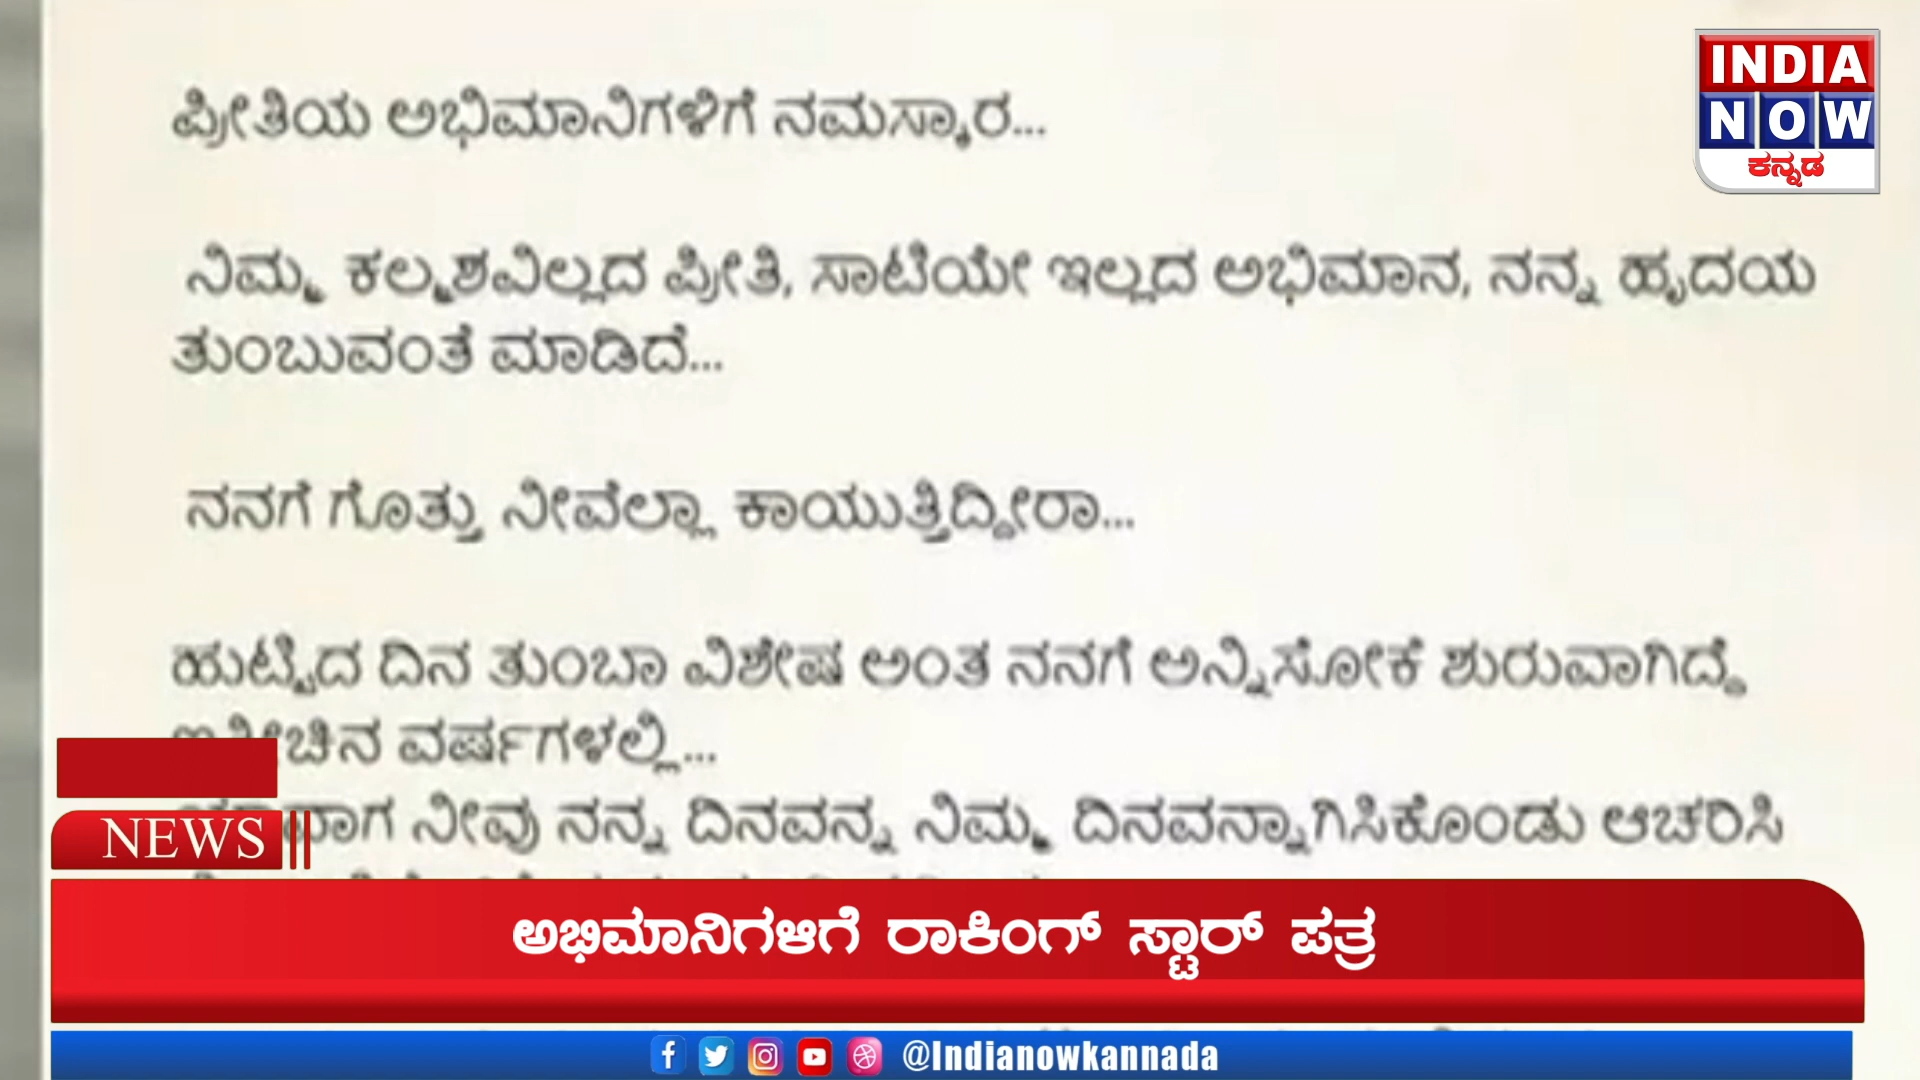 INDIA
NOW
ಕನ್ನಡ
ಪ್ರೀತಿಯ ಅಭಿಮಾನಿಗಳಿಗೆ ನಮಸ್ಕಾರ...
ನಿಮ್ಮ ಕಲ್ಮಶವಿಲ್ಲದ ಪ್ರೀತಿ, ಸಾಟಿಯೇ ಇಲ್ಲದ ಅಭಿಮಾನ, ನನ್ನ ಹೃದಯ
ತುಂಬುವಂತೆ ಮಾಡಿದೆ...
ನನಗೆ ಗೊತ್ತು ನೀವೆಲ್ಲಾ ಕಾಯುತ್ತಿದ್ದೀರಾ...
ಹುಟ್ಟಿದ ದಿನ ತುಂಬಾ ವಿಶೇಷ ಅಂತ ನನಗೆ ಅನ್ನಿಸೋಕೆ ಶುರುವಾಗಿದ್ದೆ
ವರ್ಷಗಳಲ್ಲಿ...
ನೀವು ನನ್ನ ದಿನವನ್ನ ನಿಮ್ಮ ದಿನವನ್ನಾಗಿಸಿಕೊಂಡು ಆಚರಿಸಿ
NEWS
ಅಭಿಮಾನಿಗಳಿಗೆ ರಾಕಿಂಗ್ ಸ್ಟಾರ್ ಪತ್ರ
@Indianowkannada